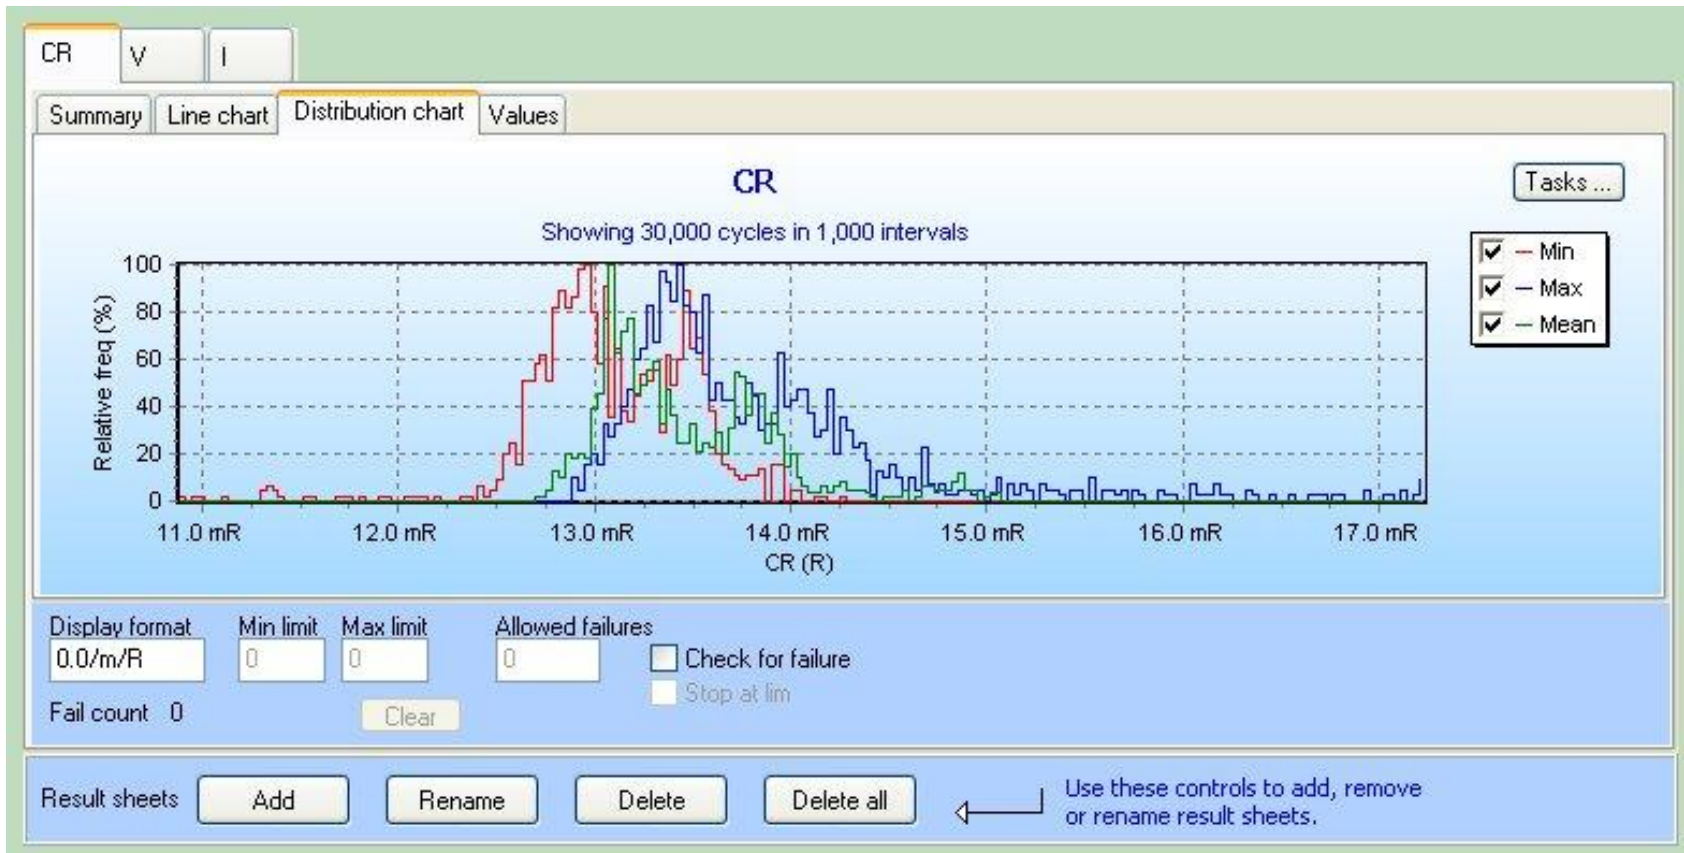 CR V I
Summary Line chart Distribution chart Values
CR
Tasks ...
Showing 30,000 cycles in 1,000 intervals
Min
Max
Mean
Relative freq (%)
100
80
60
40
20
0
11.0 mR 12.0 mR 13.0 mR 14.0 mR 15.0 mR 16.0 mR 17.0 mR
CR (R)
Display format Min limit Max limit Allowed failures
0.0/m/R 0 0 0
Check for failure
Stop at lim
Fail count 0 Clear
Result sheets Add Rename Delete Delete all
Use these controls to add, remove
or rename result sheets.